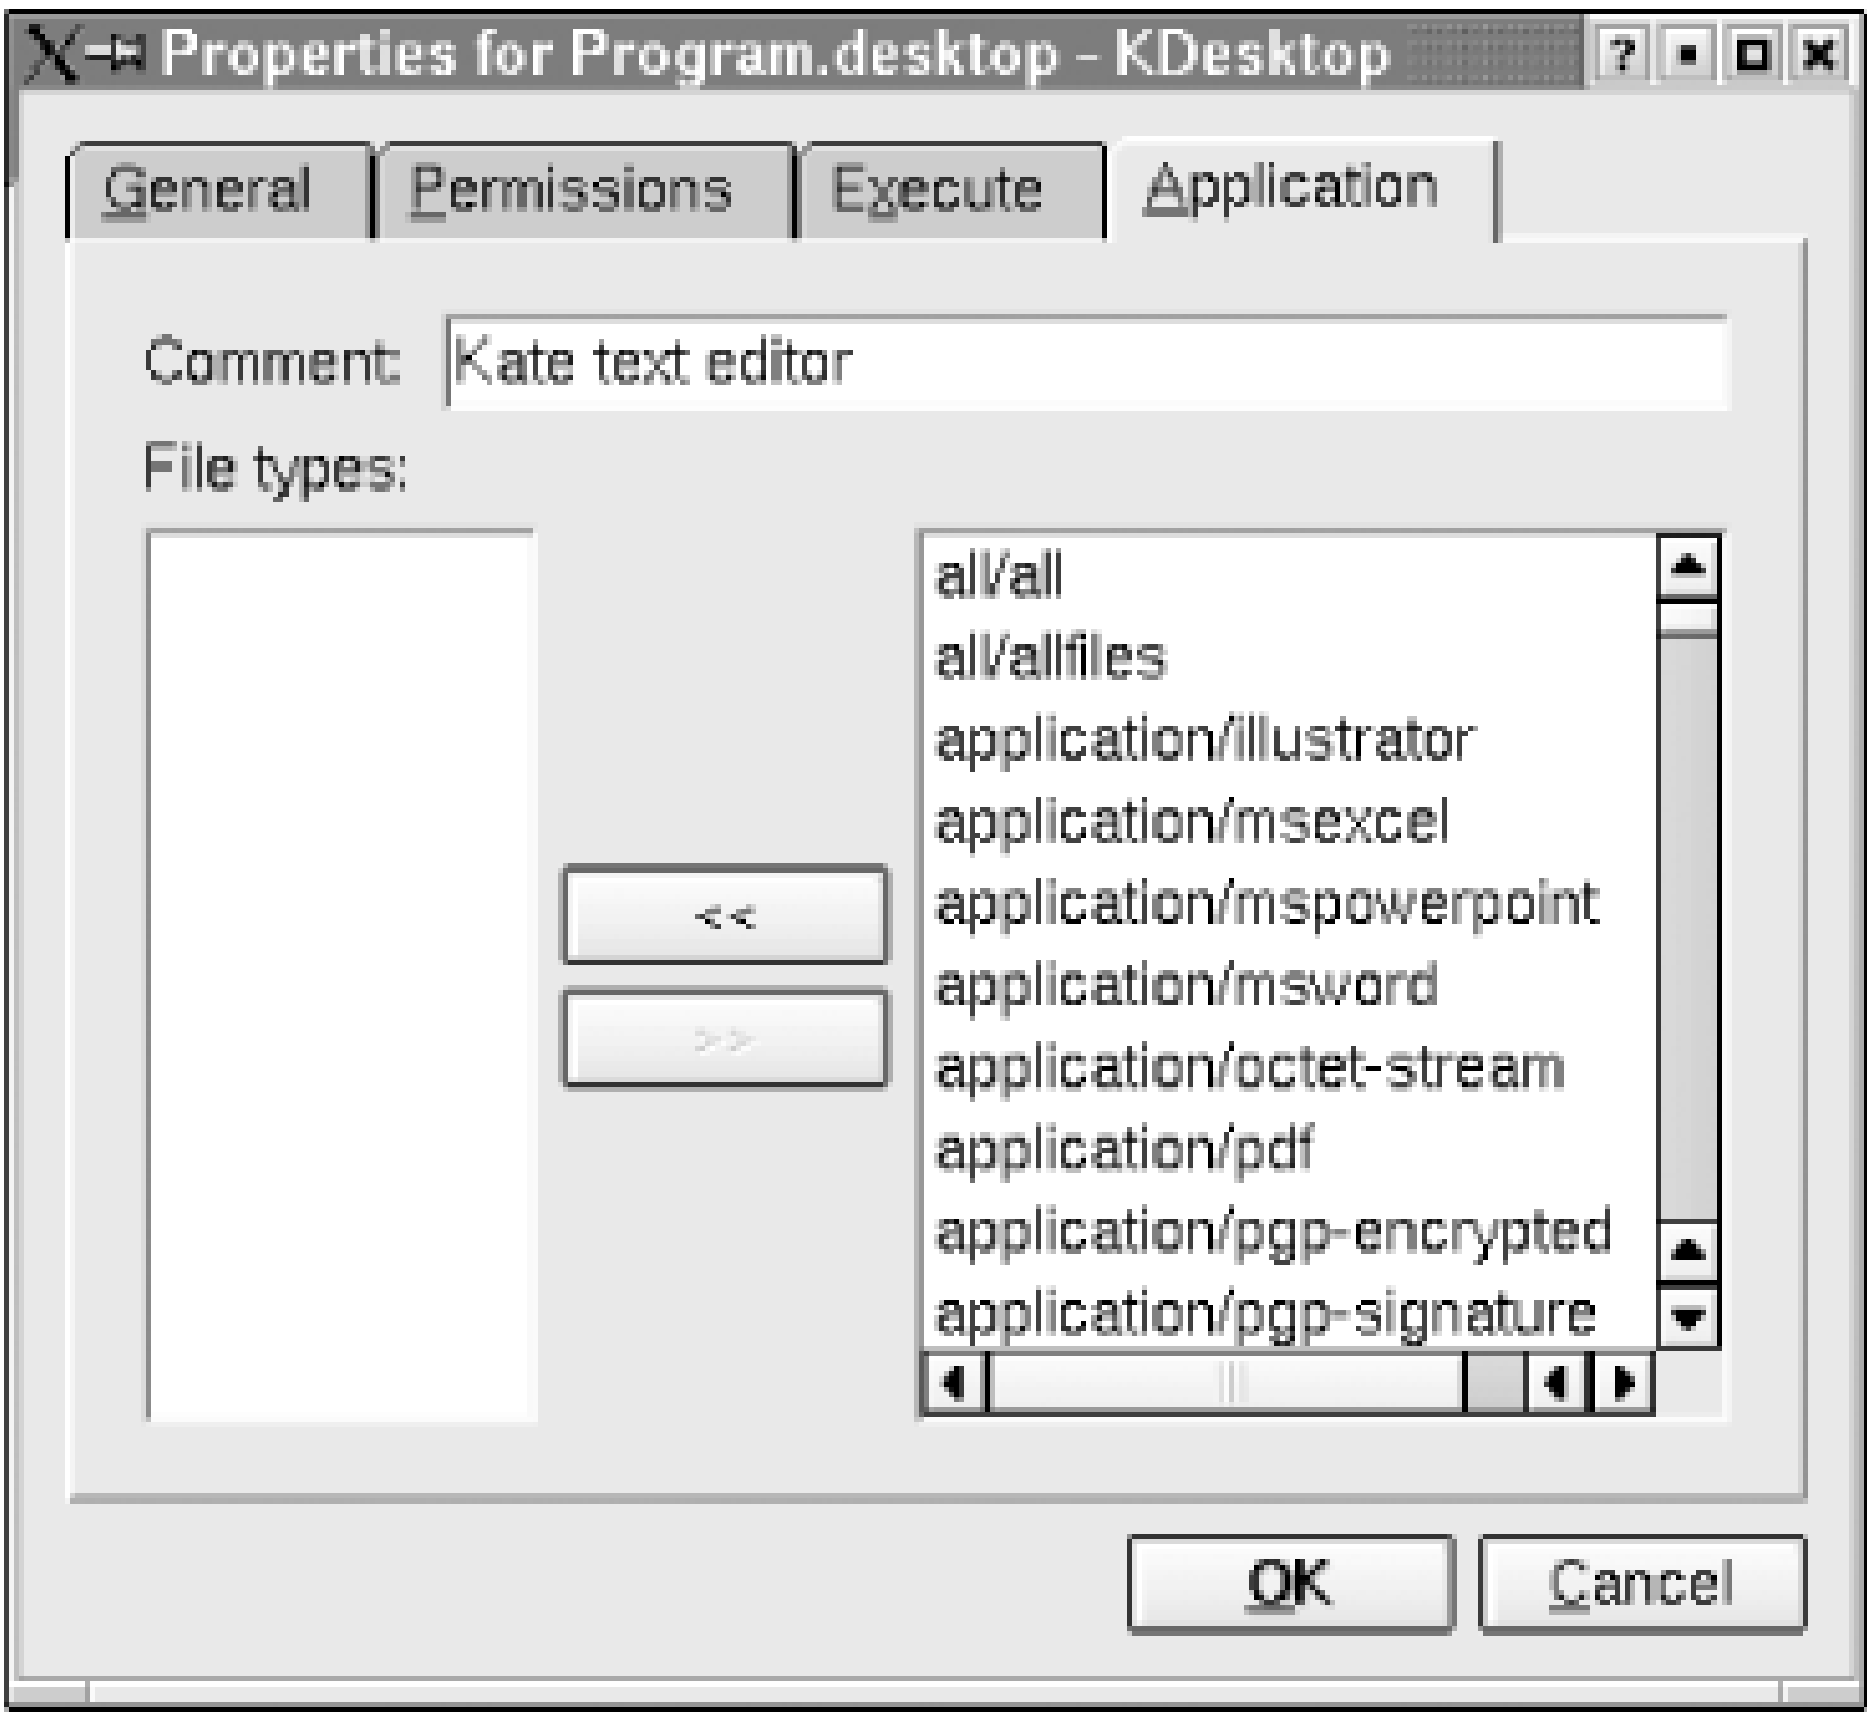 Properties for Program.desktop - KDesktop
General Permissions Execute Application
Comment: Kate text editor
File types:
all/all
all/allfiles
application/illustrator
application/msexcel
application/mspowerpoint
<<
application/msword
>>
application/octet-stream
application/pdf
application/pgp-encrypted
application/pgp-signature
OK Cancel